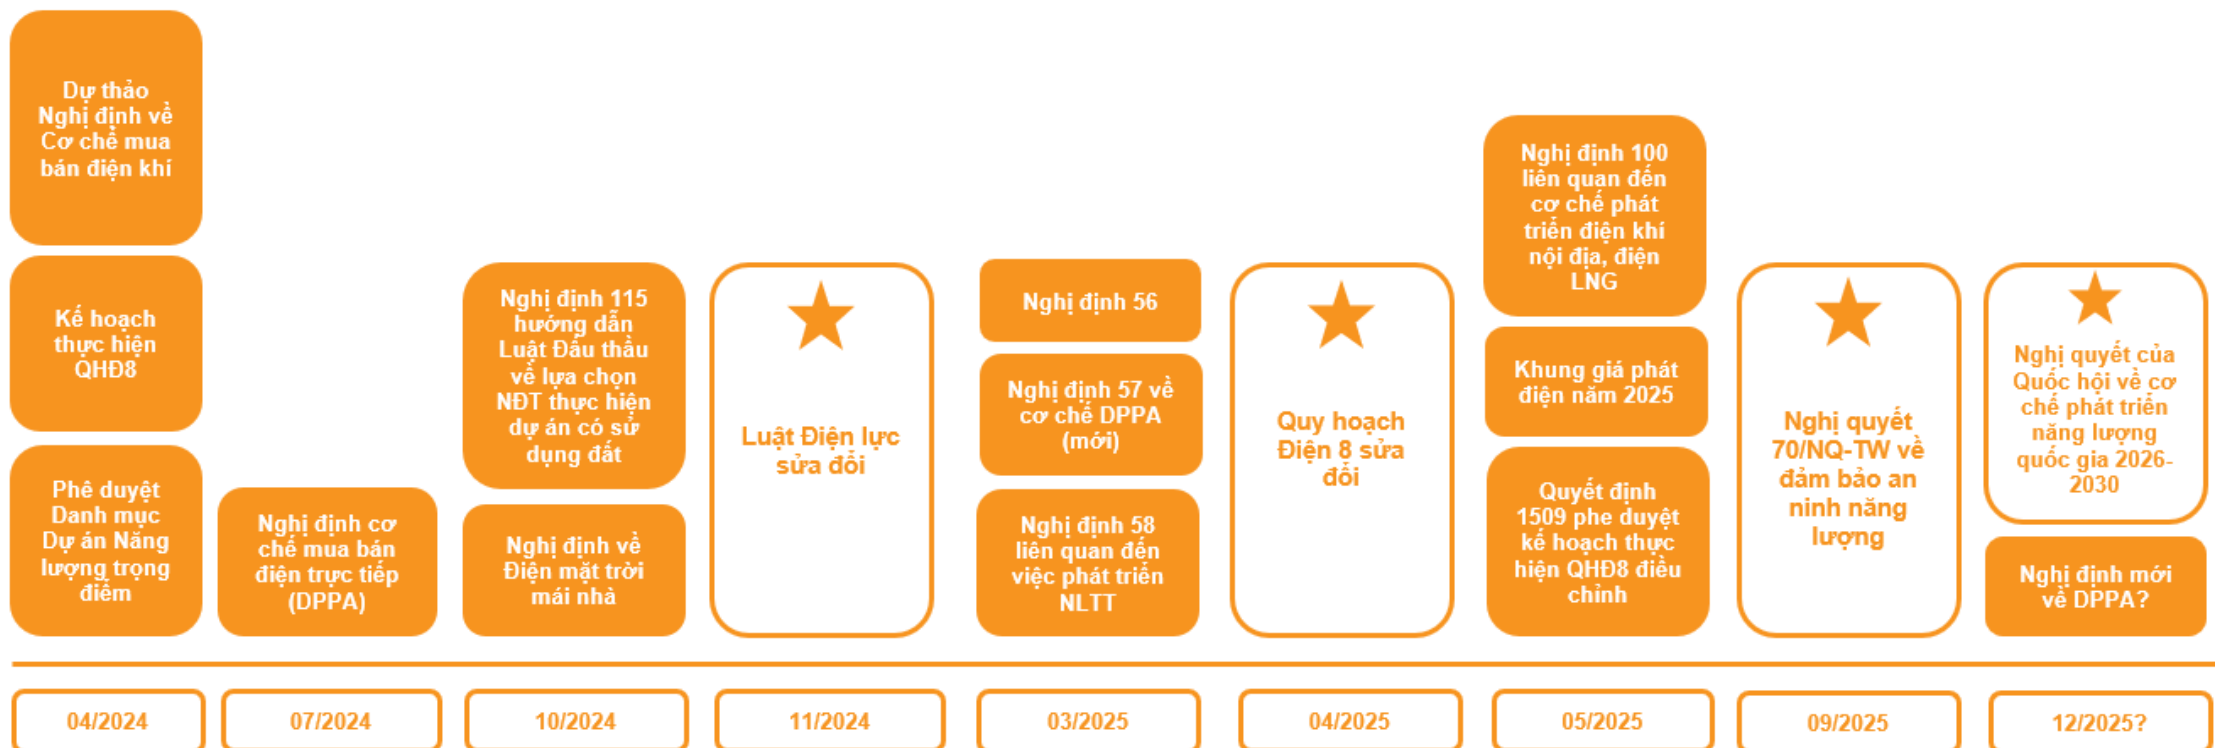 Dự thảo
Nghị định về
Cơ chế mua
bán điện khí
Kế hoạch
thực hiện
QHĐ8
Phê duyệt
Danh mục
Dự án Năng
lượng trọng
điểm
Nghị định cơ
chế mua bán
điện trực tiếp
(DPPA)
Nghị định 115
hướng dẫn
Luật Đấu thầu
về lựa chọn
NĐT thực hiện
dự án có sử
dụng đất
Nghị định về
Điện mặt trời
mái nhà
Luật Điện lực
sửa đổi
Nghị định 56
Nghị định 57 về
cơ chế DPPA
(mới)
Nghị định 58
liên quan đến
việc phát triển
NLTT
Quy hoạch
Điện 8 sửa
đổi
Nghị định 100
liên quan đến
cơ chế phát
triển điện khí
nội địa, điện
LNG
Khung giá phát
điện năm 2025
Quyết định
1509 phe duyệt
kế hoạch thực
hiện QHĐ8 điều
chỉnh
Nghị quyết
70/NQ-TW về
đảm bảo an
ninh năng
lượng
Nghị quyết của
Quốc hội về cơ
chế phát triển
năng lượng
quốc gia 2026-
2030
Nghị định mới
về DPPA?
04/2024
07/2024
10/2024
11/2024
03/2025
04/2025
05/2025
09/2025
12/2025?